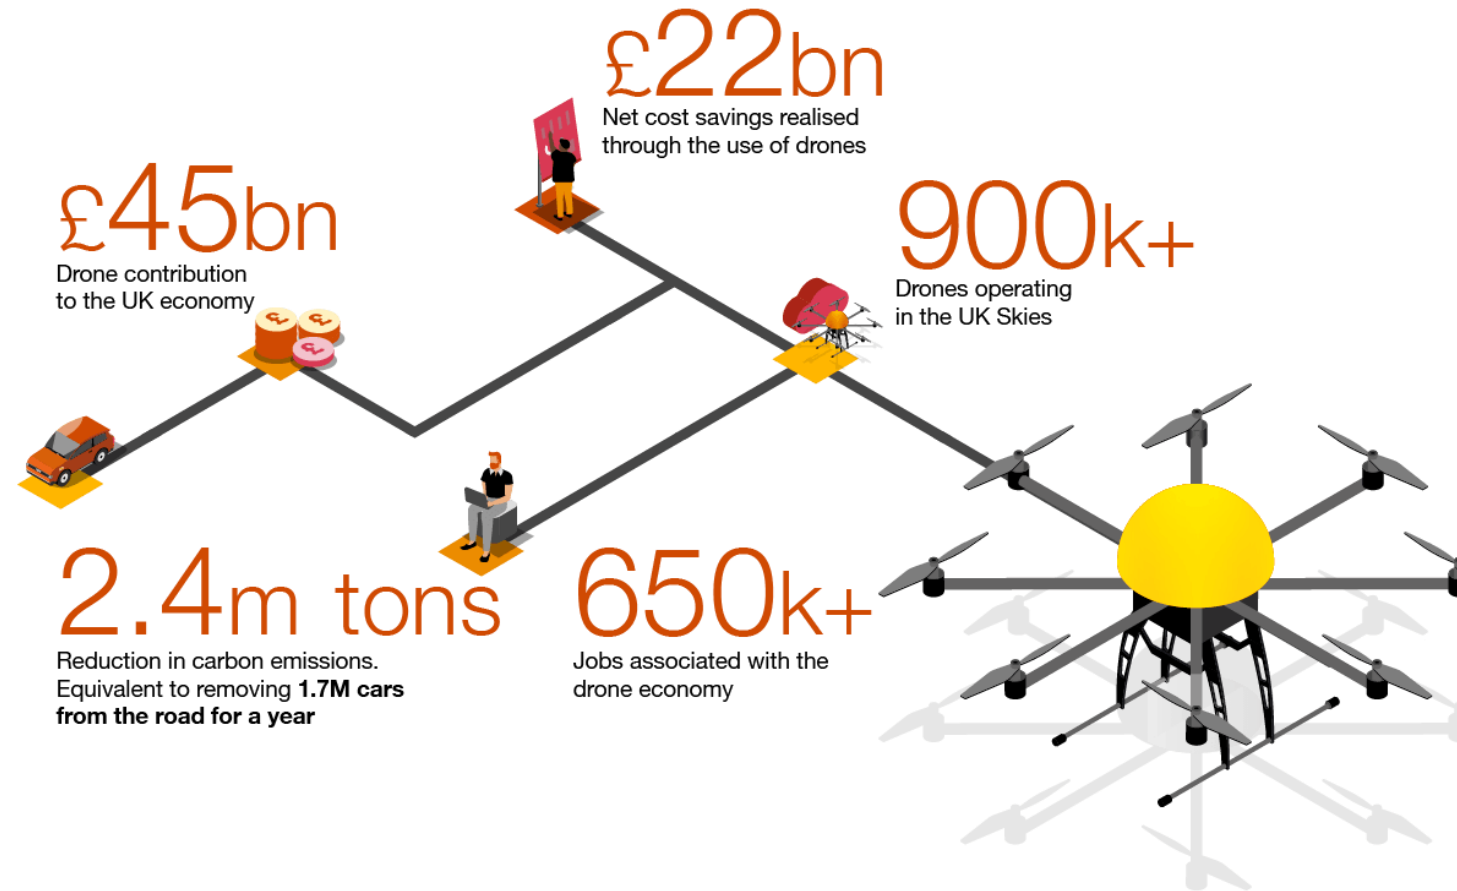 £22bn
Net cost savings realised
through the use of drones
£45bn
Drone contribution
to the UK economy
900k+
Drones operating
in the UK Skies
2.4m tons
Reduction in carbon emissions.
Equivalent to removing 1.7M cars
from the road for a year
650k+
Jobs associated with the
drone economy